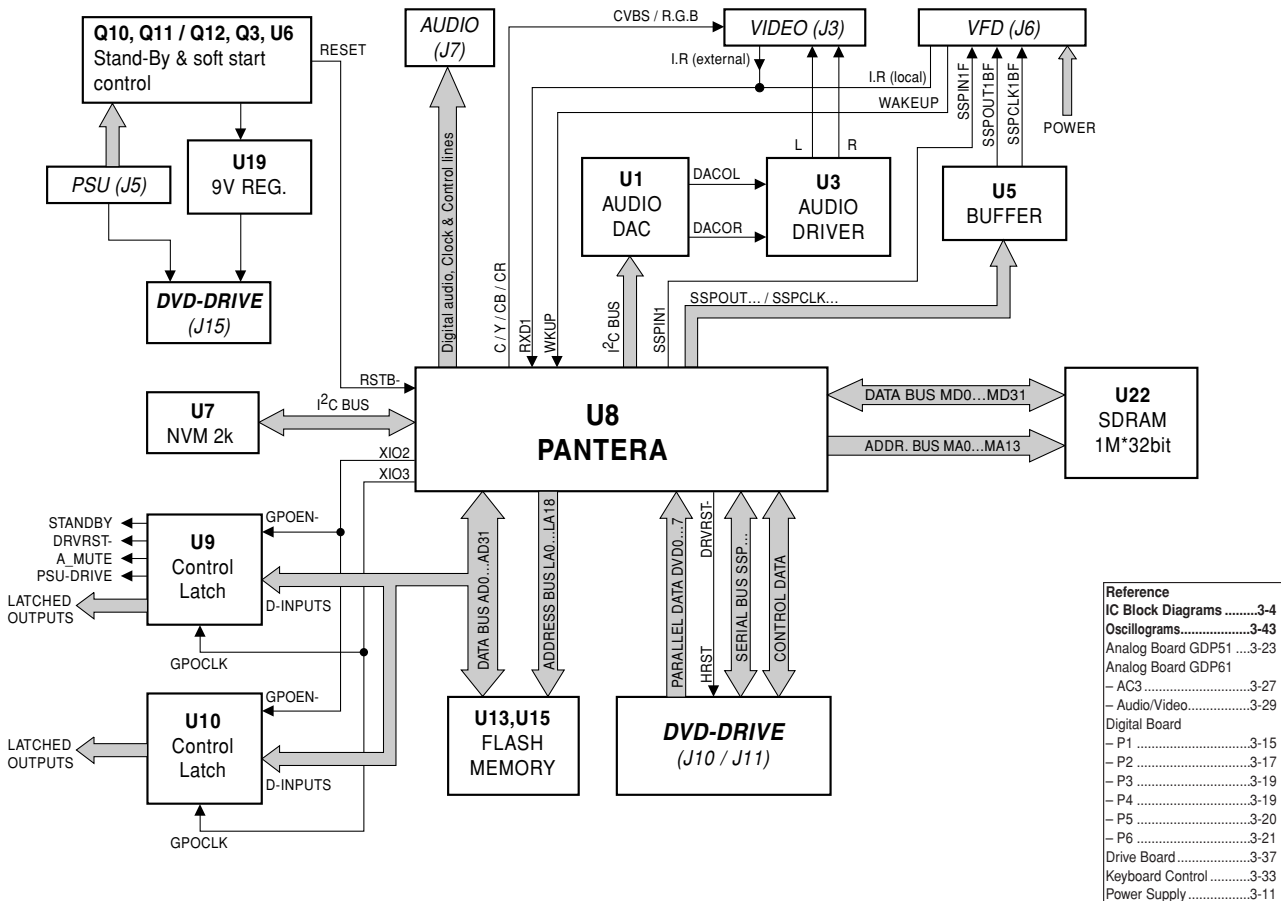 Q10, Q11 / Q12, Q3, U6
Stand-By & soft start
control
RESET
AUDIO
(J7)
CVBS / R.G.B
VIDEO (J3)
VFD (J6)
I.R (external)
I.R (local)
WAKEUP
SSPIN1F
SSPOUT1BF
SSPCLK1BF
POWER
PSU (J5)
U19
9V REG.
DVD-DRIVE
(J15)
Digital audio, Clock & Control lines
L
R
U1
AUDIO
DAC
DACOL
DACOR
U3
AUDIO
DRIVER
U5
BUFFER
C / Y / CB / CR
RXD1
WKUP
I2C BUS
SSPIN1
SSPOUT... / SSPCLK...
RSTB-
U7
NVM 2k
I2C BUS
U8
PANTERA
DATA BUS MD0...MD31
ADDR. BUS MA0...MA13
U22
SDRAM
1M*32bit
XIO2
XIO3
STANDBY
DRVRST-
A_MUTE
PSU-DRIVE
LATCHED
OUTPUTS
U9
Control
Latch
GPOEN-
D-INPUTS
GPOCLK
DATA BUS AD0...AD31
ADDRESS BUS LA0...LA18
PARALLEL DATA DVD0...7
DRVRST-
HRST
SERIAL BUS SSP...
CONTROL DATA
LATCHED
OUTPUTS
U10
Control
Latch
GPOEN-
D-INPUTS
GPOCLK
U13,U15
FLASH
MEMORY
DVD-DRIVE
(J10 / J11)
Reference
IC Block Diagrams .........3-4
Oscillograms...................3-43
Analog Board GDP51 ....3-23
Analog Board GDP61
– AC3 ..........................3-27
– Audio/Video................3-29
Digital Board
– P1 ............................3-15
– P2 ............................3-17
– P3 ............................3-19
– P4 ............................3-19
– P5 ............................3-20
– P6 ............................3-21
Drive Board ...................3-37
Keyboard Control ...........3-33
Power Supply .................3-11